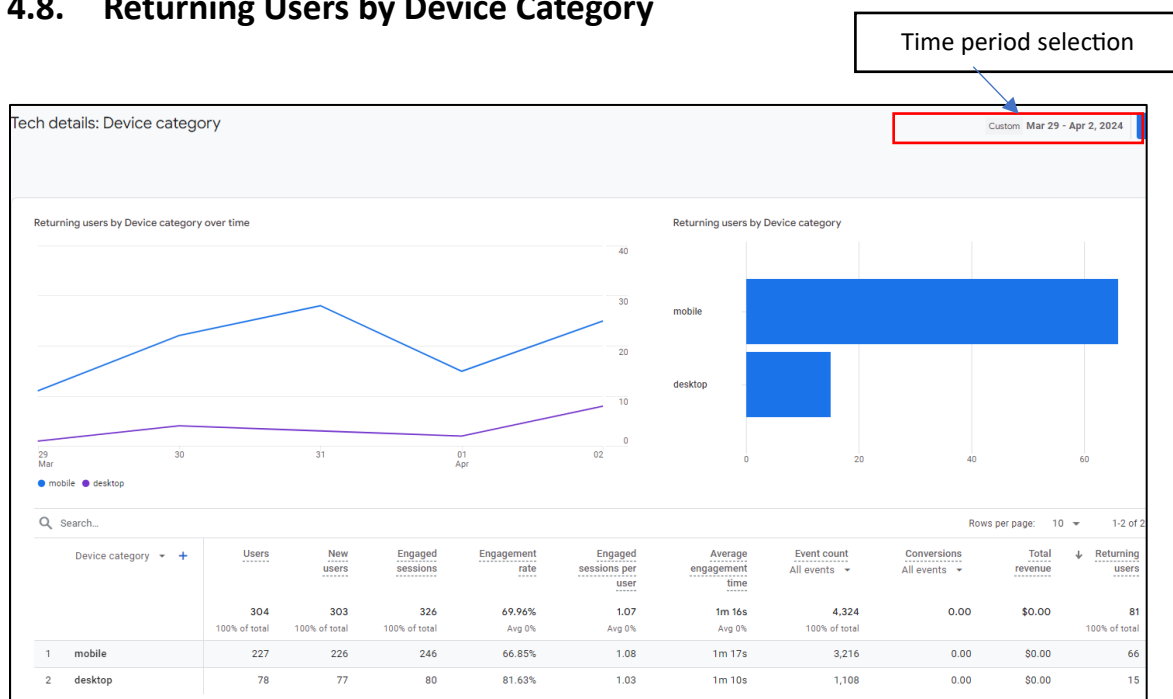 4.8. Returning Users by Device Category
Time period selection
Tech details: Device category
Custom Mar 29 - Apr 2, 2024
Returning users by Device category over time
40
30
20
10
0
29
Mar
30
31
01
Apr
02
mobile desktop
Returning users by Device category
mobile
desktop
0 20 40 60
Search...
Rows per page: 10 1-2 of 2
Device category + Users New users Engaged sessions Engagement rate Engaged sessions per user Average engagement time Event count All events Conversions All events Total revenue ↓ Returning users
304 303 326 69.96% 1.07 1m 16s 4,324 0.00 $0.00 81
100% of total 100% of total 100% of total Avg 0% Avg 0% Avg 0% 100% of total 100% of total
1 mobile 227 226 246 66.85% 1.08 1m 17s 3,216 0.00 $0.00 66
2 desktop 78 77 80 81.63% 1.03 1m 10s 1,108 0.00 $0.00 15